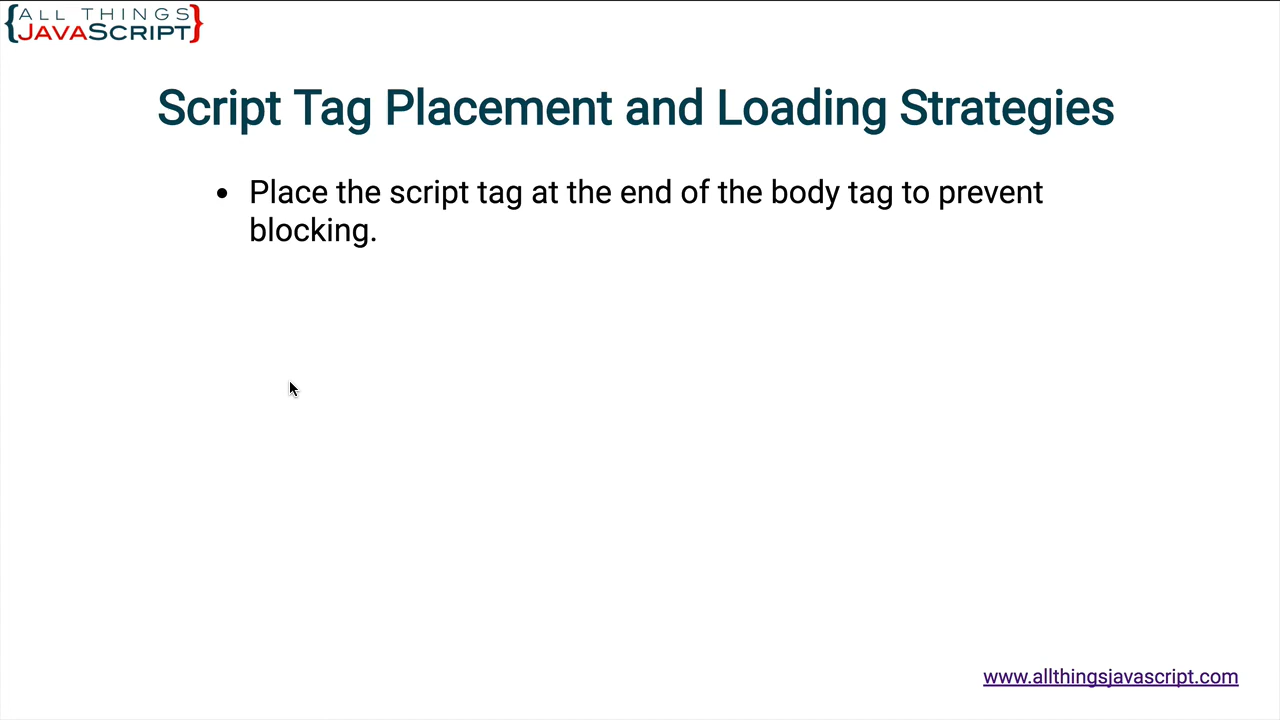 {ALL THINGS
JAVASCRIPT}
Script Tag Placement and Loading Strategies
• Place the script tag at the end of the body tag to prevent
blocking.
www.allthingsjavascript.com